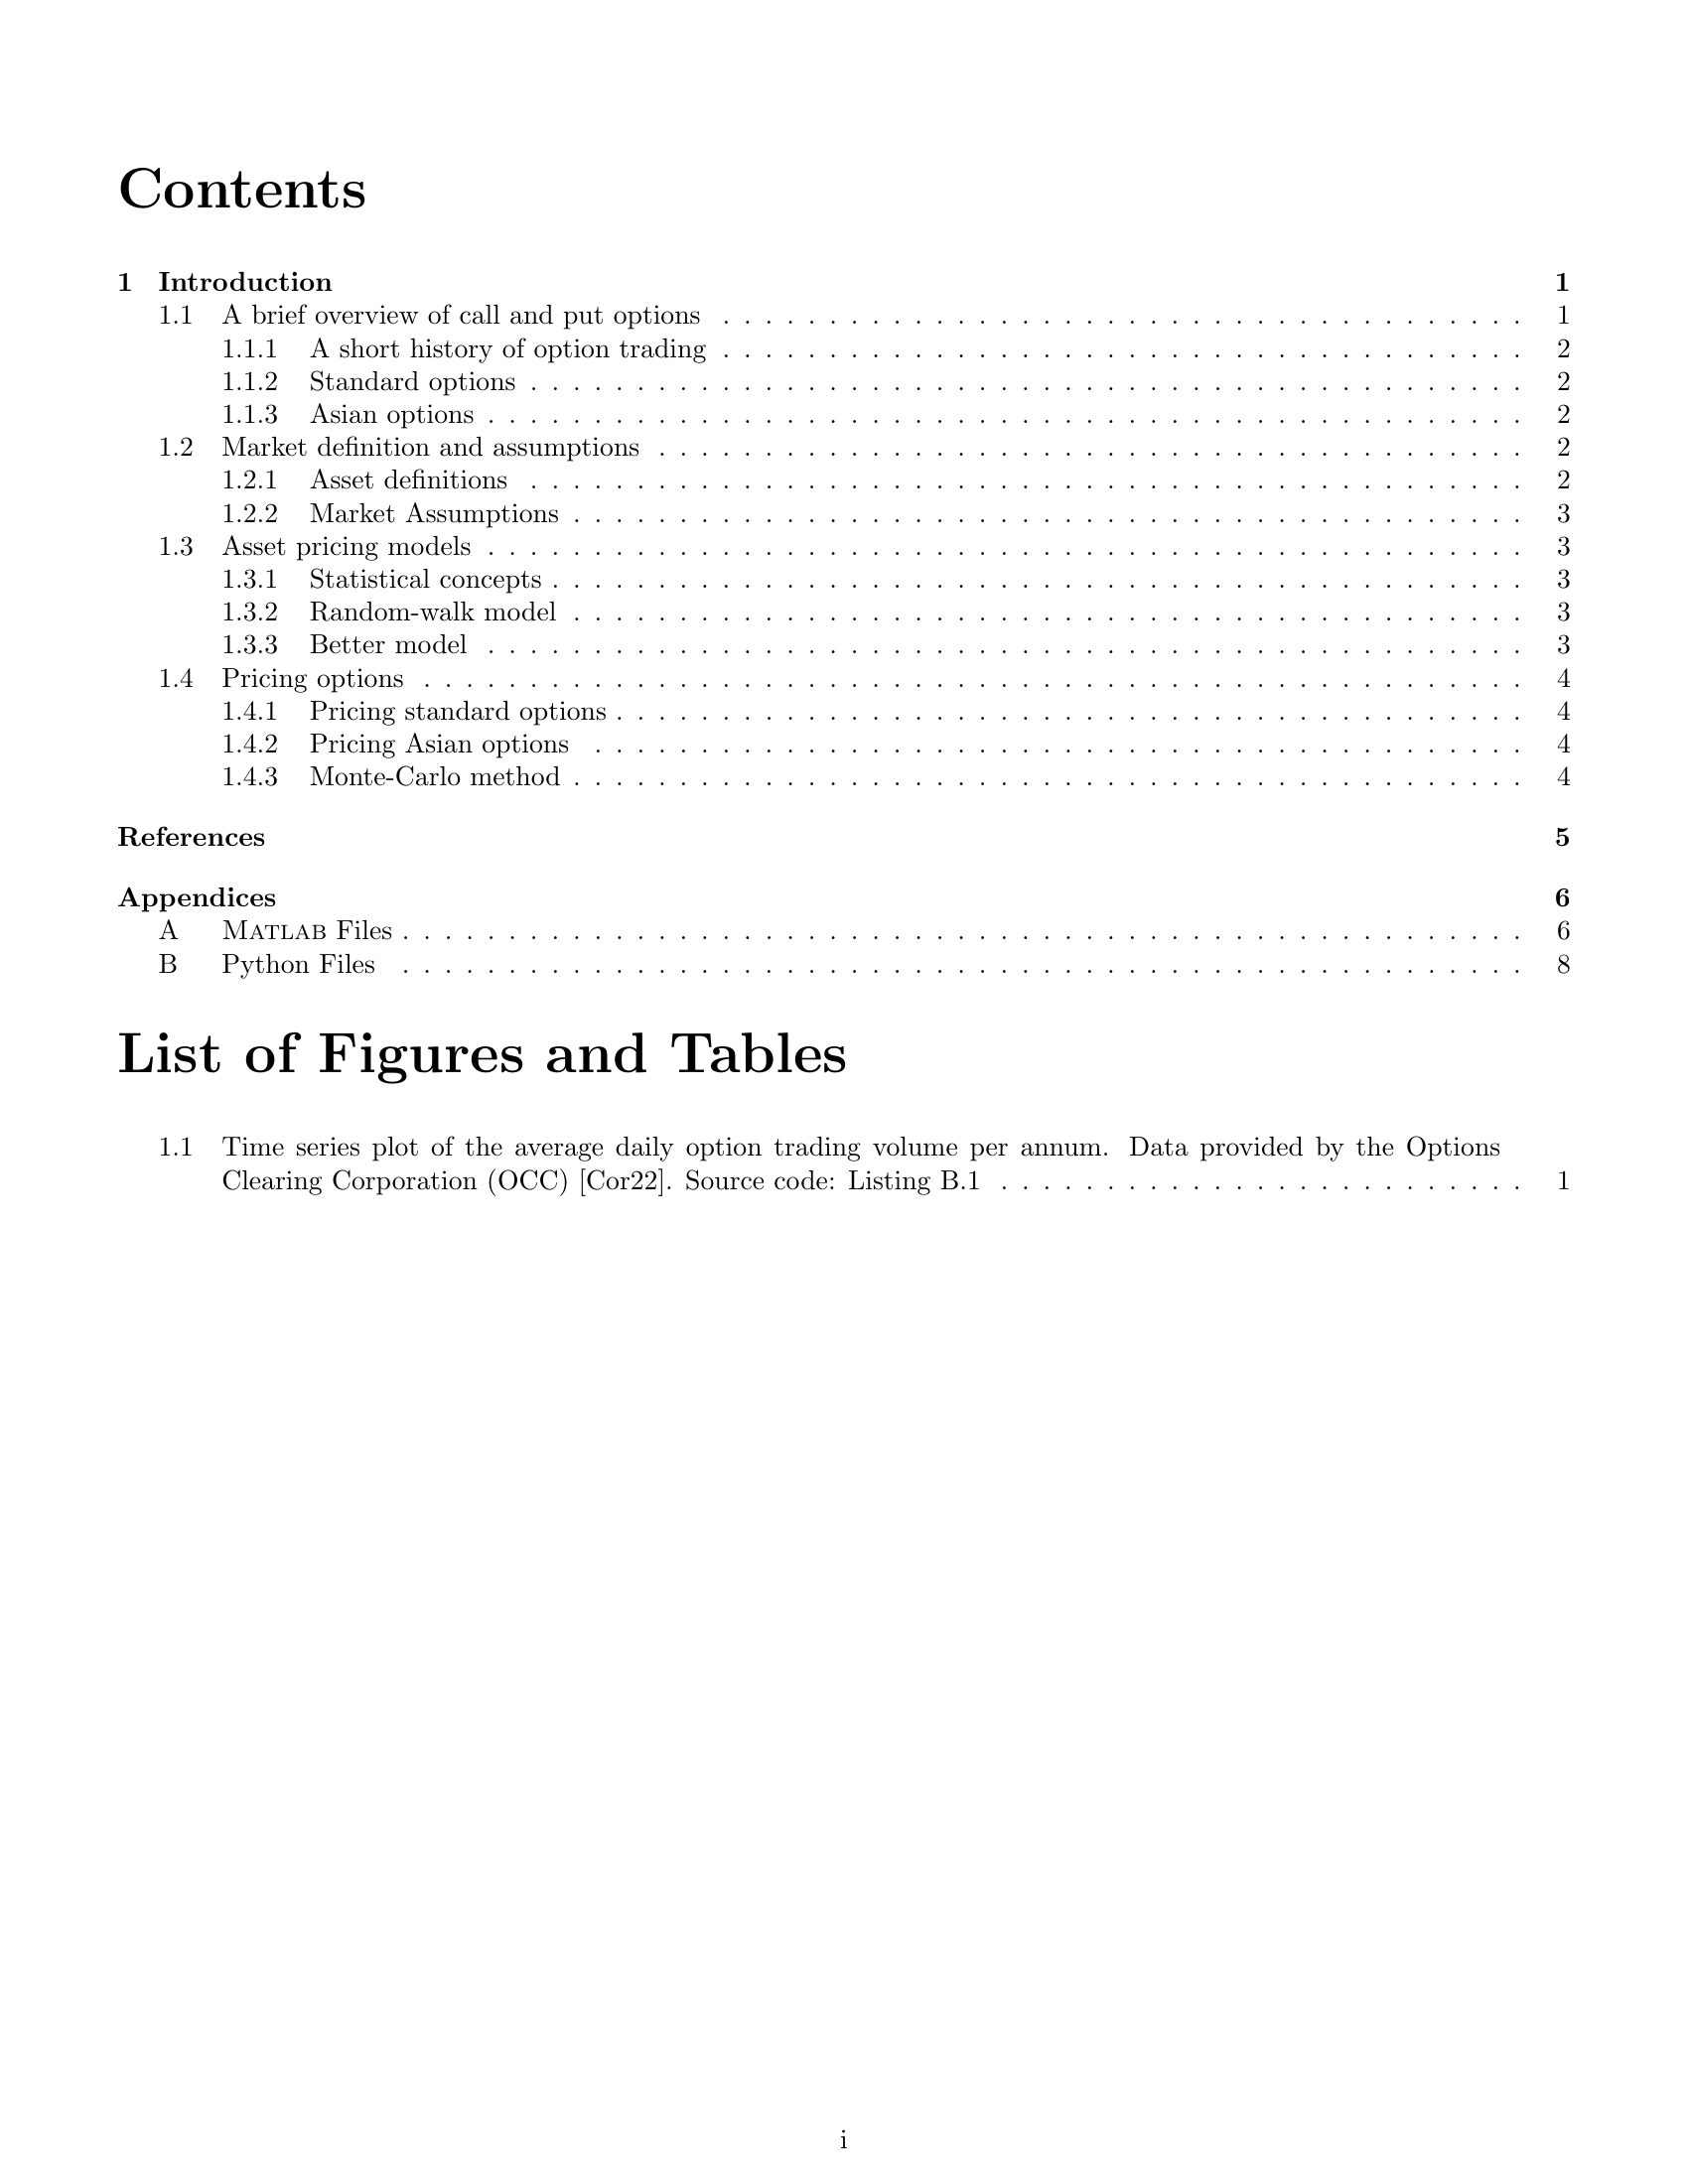 Contents
1 Introduction 1
1.1 A brief overview of call and put options . . . . . . . . . . . . . . . . . . . . . . . . . . . . . . . . . . . . . . 1
1.1.1 A short history of option trading . . . . . . . . . . . . . . . . . . . . . . . . . . . . . . . . . . . . . . 2
1.1.2 Standard options . . . . . . . . . . . . . . . . . . . . . . . . . . . . . . . . . . . . . . . . . . . . . . . 2
1.1.3 Asian options . . . . . . . . . . . . . . . . . . . . . . . . . . . . . . . . . . . . . . . . . . . . . . . . . 2
1.2 Market definition and assumptions . . . . . . . . . . . . . . . . . . . . . . . . . . . . . . . . . . . . . . . . . 2
1.2.1 Asset definitions . . . . . . . . . . . . . . . . . . . . . . . . . . . . . . . . . . . . . . . . . . . . . . . 2
1.2.2 Market Assumptions . . . . . . . . . . . . . . . . . . . . . . . . . . . . . . . . . . . . . . . . . . . . . 3
1.3 Asset pricing models . . . . . . . . . . . . . . . . . . . . . . . . . . . . . . . . . . . . . . . . . . . . . . . . . 3
1.3.1 Statistical concepts . . . . . . . . . . . . . . . . . . . . . . . . . . . . . . . . . . . . . . . . . . . . . . 3
1.3.2 Random-walk model . . . . . . . . . . . . . . . . . . . . . . . . . . . . . . . . . . . . . . . . . . . . . 3
1.3.3 Better model . . . . . . . . . . . . . . . . . . . . . . . . . . . . . . . . . . . . . . . . . . . . . . . . . 3
1.4 Pricing options . . . . . . . . . . . . . . . . . . . . . . . . . . . . . . . . . . . . . . . . . . . . . . . . . . . . 4
1.4.1 Pricing standard options . . . . . . . . . . . . . . . . . . . . . . . . . . . . . . . . . . . . . . . . . . . 4
1.4.2 Pricing Asian options . . . . . . . . . . . . . . . . . . . . . . . . . . . . . . . . . . . . . . . . . . . . 4
1.4.3 Monte-Carlo method . . . . . . . . . . . . . . . . . . . . . . . . . . . . . . . . . . . . . . . . . . . . . 4
References 5
Appendices 6
A MATLAB Files . . . . . . . . . . . . . . . . . . . . . . . . . . . . . . . . . . . . . . . . . . . . . . . . . . . . . 6
B Python Files . . . . . . . . . . . . . . . . . . . . . . . . . . . . . . . . . . . . . . . . . . . . . . . . . . . . . 8
List of Figures and Tables
1.1 Time series plot of the average daily option trading volume per annum. Data provided by the Options
Clearing Corporation (OCC) [Cor22]. Source code: Listing B.1 . . . . . . . . . . . . . . . . . . . . . . . . . 1
i